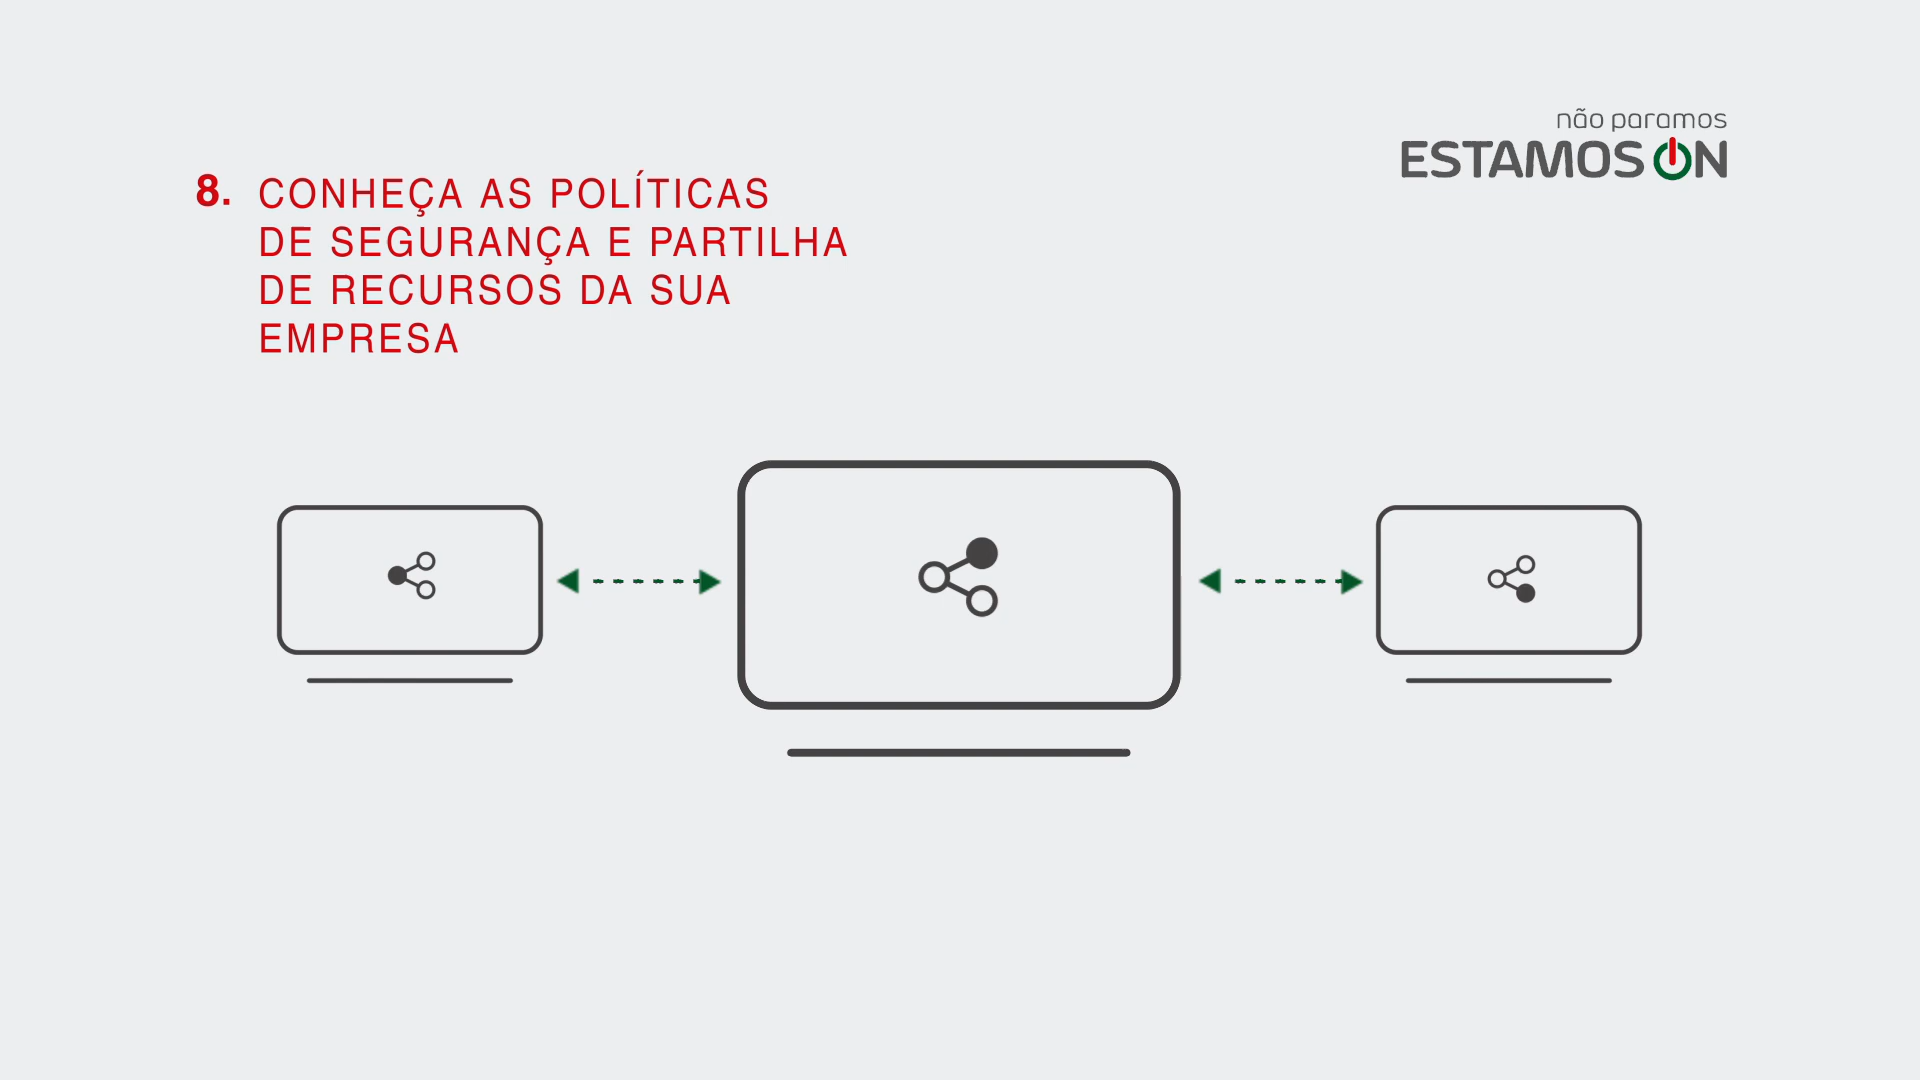 não paramos
ESTAMOS ON
8. CONHEÇA AS POLÍTICAS
DE SEGURANÇA E PARTILHA
DE RECURSOS DA SUA
EMPRESA